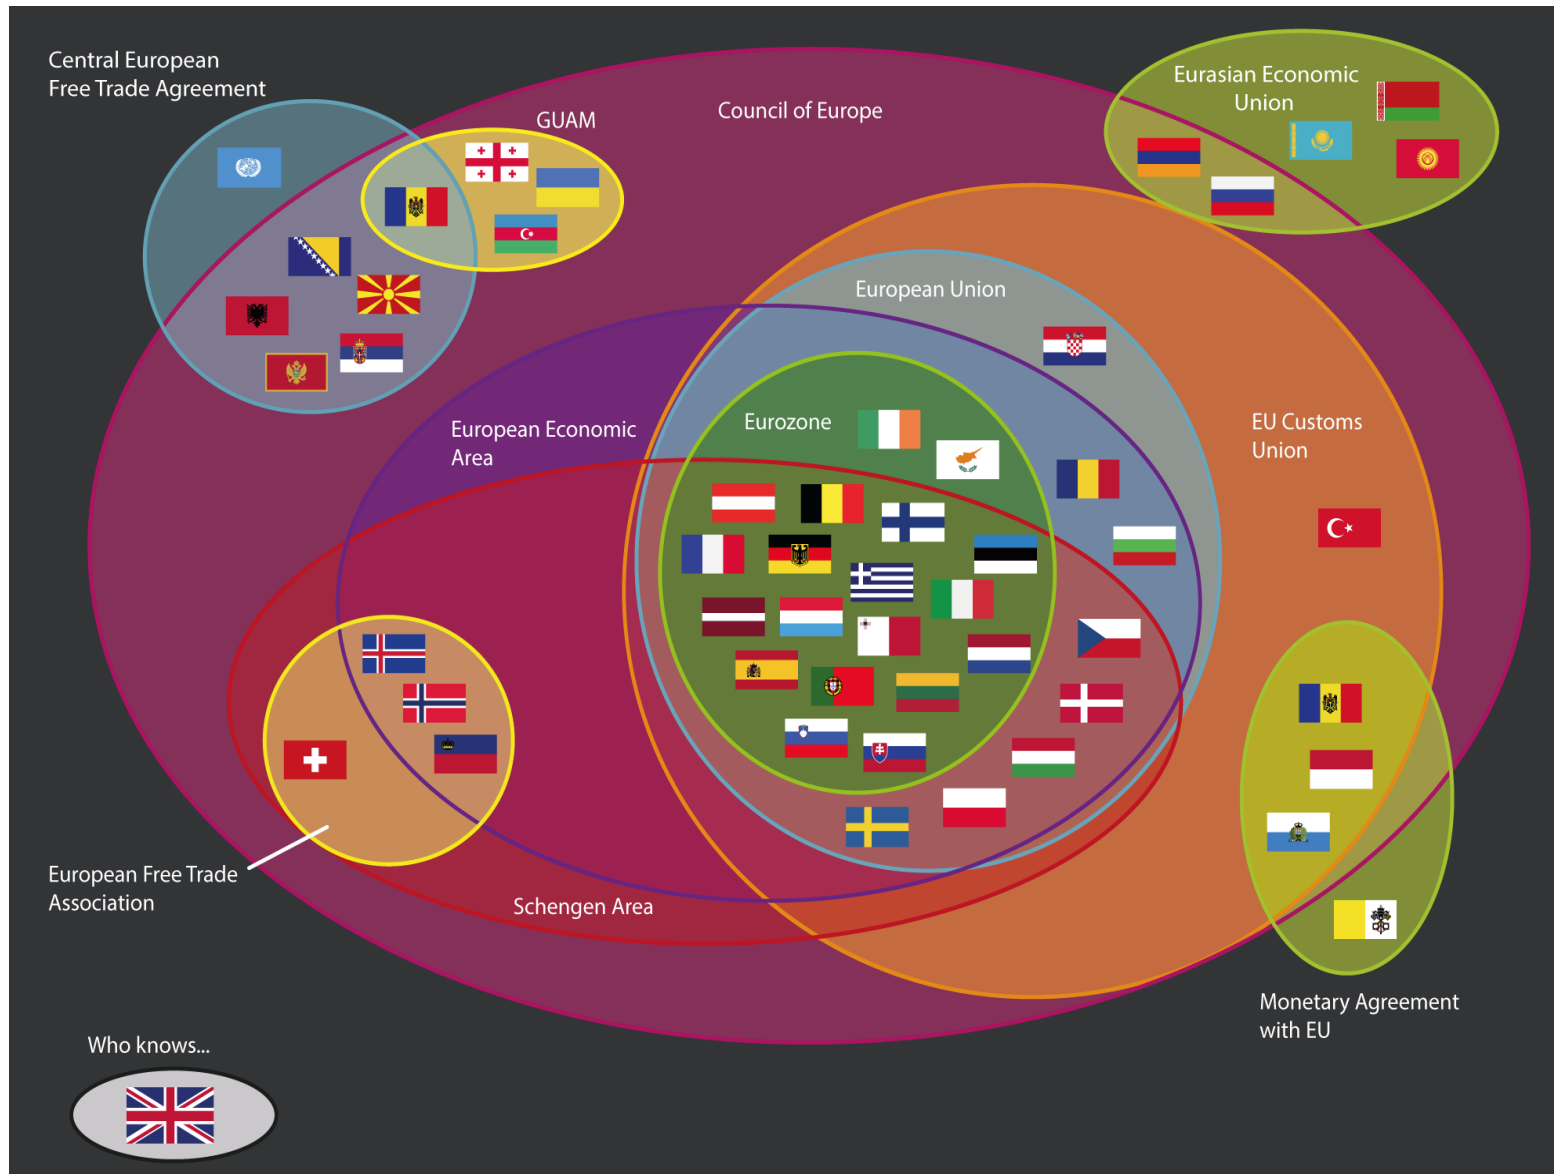 Central European
Free Trade Agreement
GUAM
Council of Europe
Eurasian Economic
Union
European Union
European Economic
Area
Eurozone
EU Customs
Union
European Free Trade
Association
Schengen Area
Monetary Agreement
with EU
Who knows...